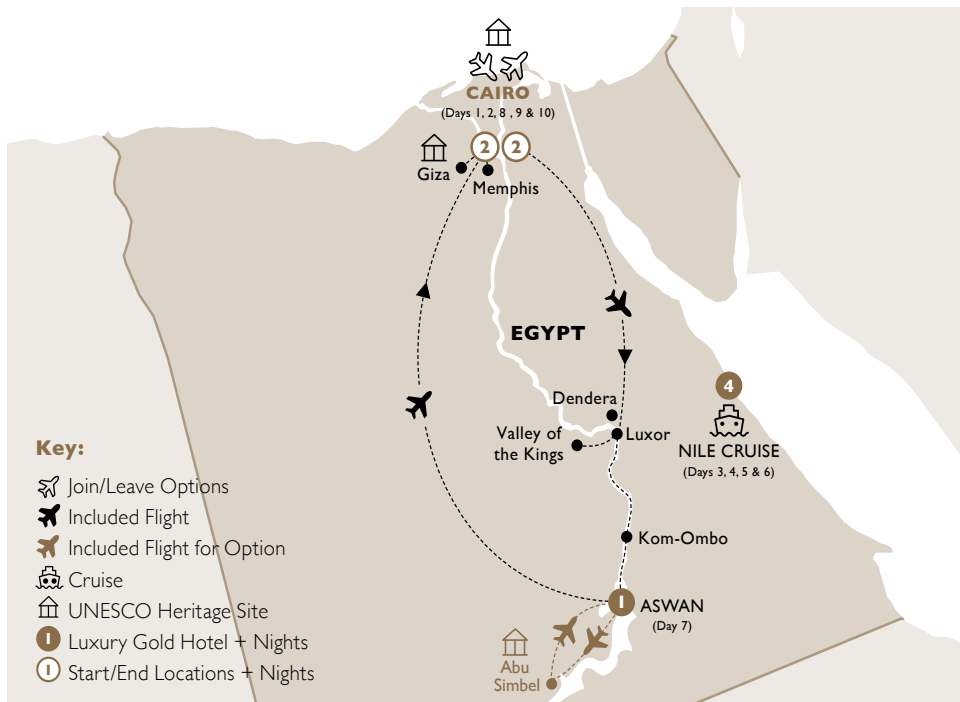 CAIRO
(Days 1, 2, 8 , 9 & 10)
2
2
Giza
Memphis
EGYPT
4
Dendera
Luxor
Valley of
the Kings
NILE CRUISE
(Days 3, 4, 5 & 6)
Kom-Ombo
1
ASWAN
(Day 7)
Abu
Simbel
Key:
Join/Leave Options
Included Flight
Included Flight for Option
Cruise
UNESCO Heritage Site
1 Luxury Gold Hotel + Nights
1 Start/End Locations + Nights